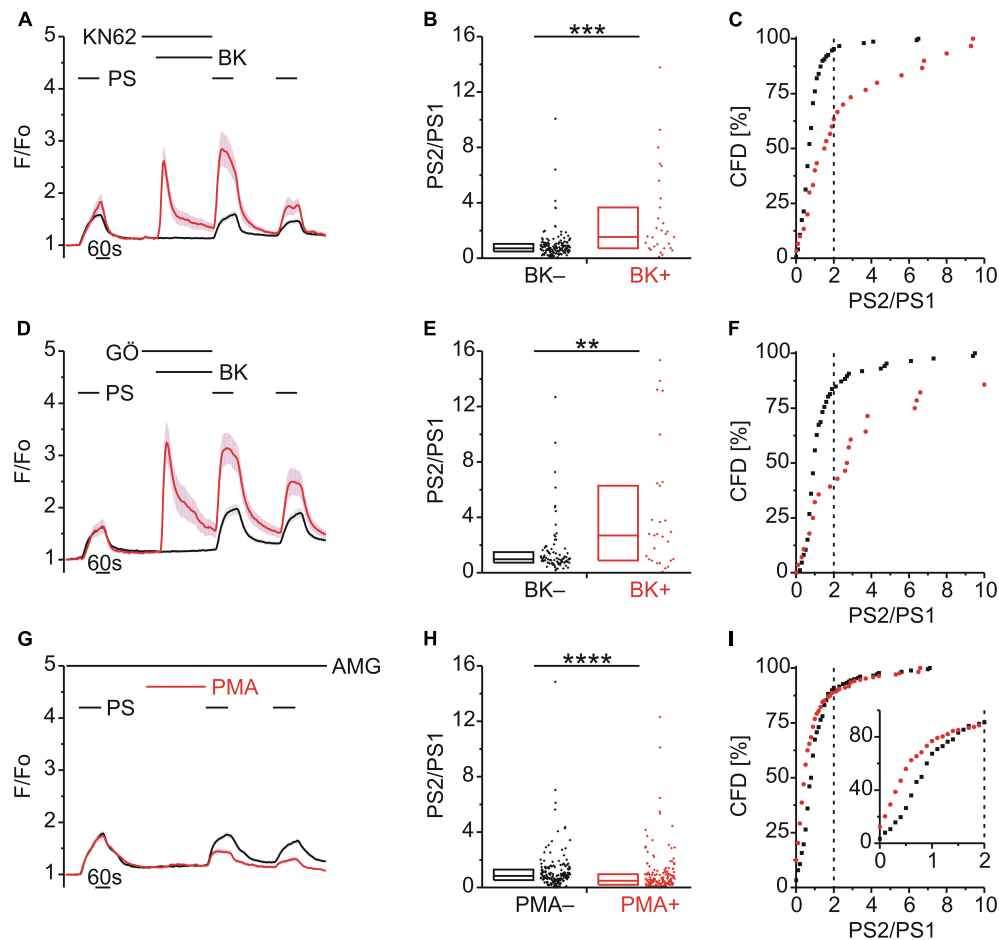 A
5
4
3
2
1
F/Fo
KN62
BK
PS
60s
B
16
12
8
4
0
PS2/PS1
***
BK–
BK+
C
100
75
50
25
0
CFD [%]
0 2 4 6 8 10
PS2/PS1
D
5
4
3
2
1
F/Fo
GÖ
BK
PS
60s
E
16
12
8
4
0
PS2/PS1
**
BK–
BK+
F
100
75
50
25
0
CFD [%]
0 2 4 6 8 10
PS2/PS1
G
5
4
3
2
1
F/Fo
AMG
PMA
PS
60s
H
16
12
8
4
0
PS2/PS1
****
PMA–
PMA+
I
100
75
50
25
0
CFD [%]
80
40
0
0 1 2
0 2 4 6 8 10
PS2/PS1